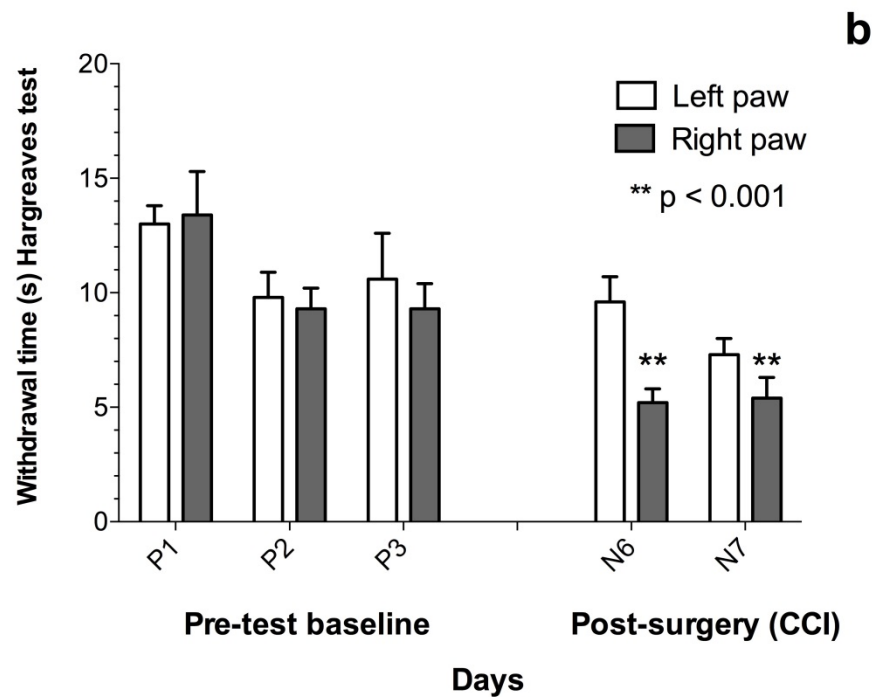 b
Withdrawal time (s) Hargreaves test
20
15
10
5
0
Left paw
Right paw
** p < 0.001
**
**
P1
P2
P3
N6
N7
Pre-test baseline
Post-surgery (CCI)
Days